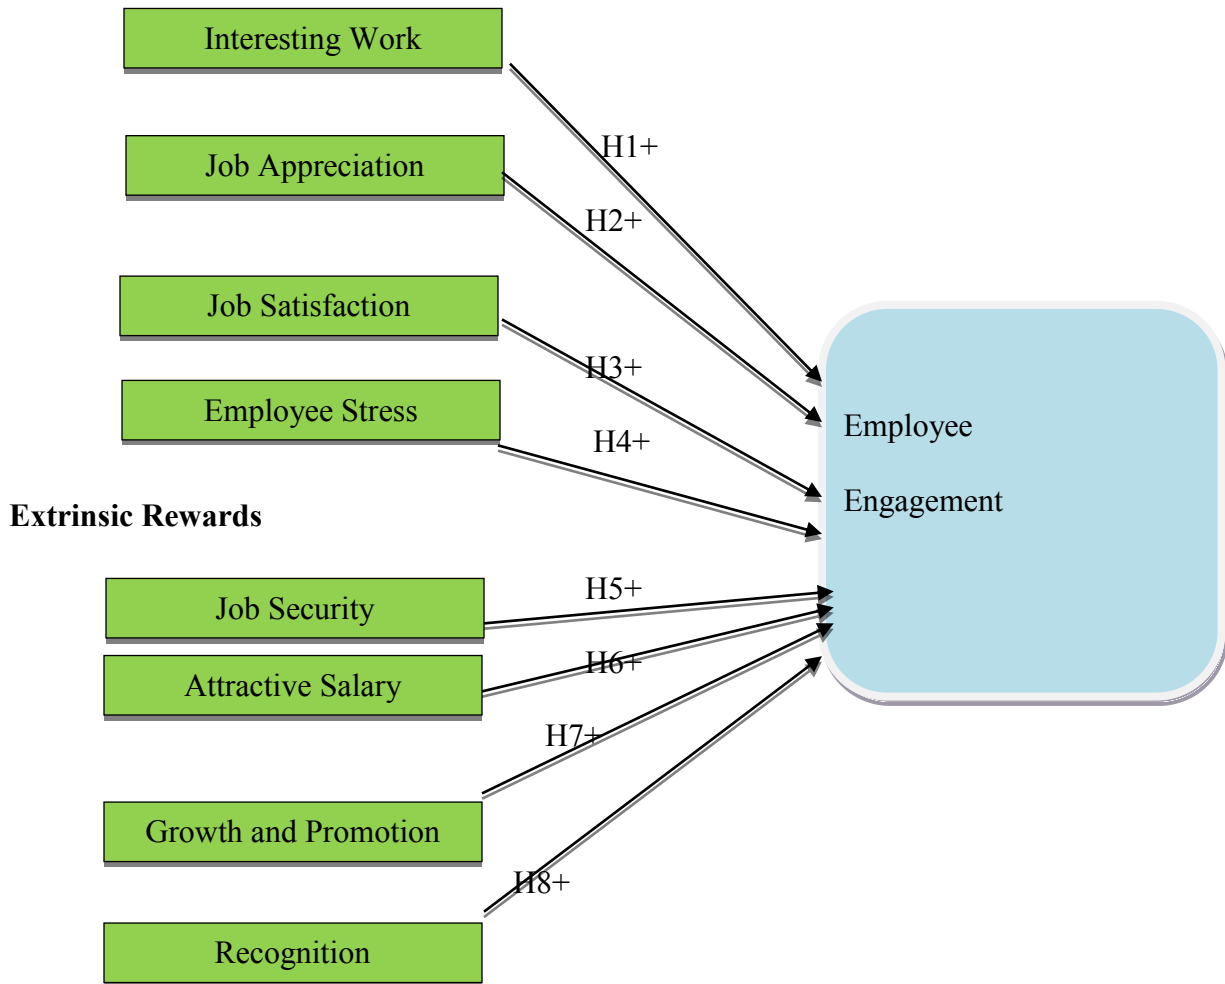 Interesting Work
H1+
Job Appreciation
H2+
Job Satisfaction
H3+
Employee Stress
H4+
Employee
Engagement
Extrinsic Rewards
Job Security
H5+
Attractive Salary
H6+
H7+
Growth and Promotion
H8+
Recognition